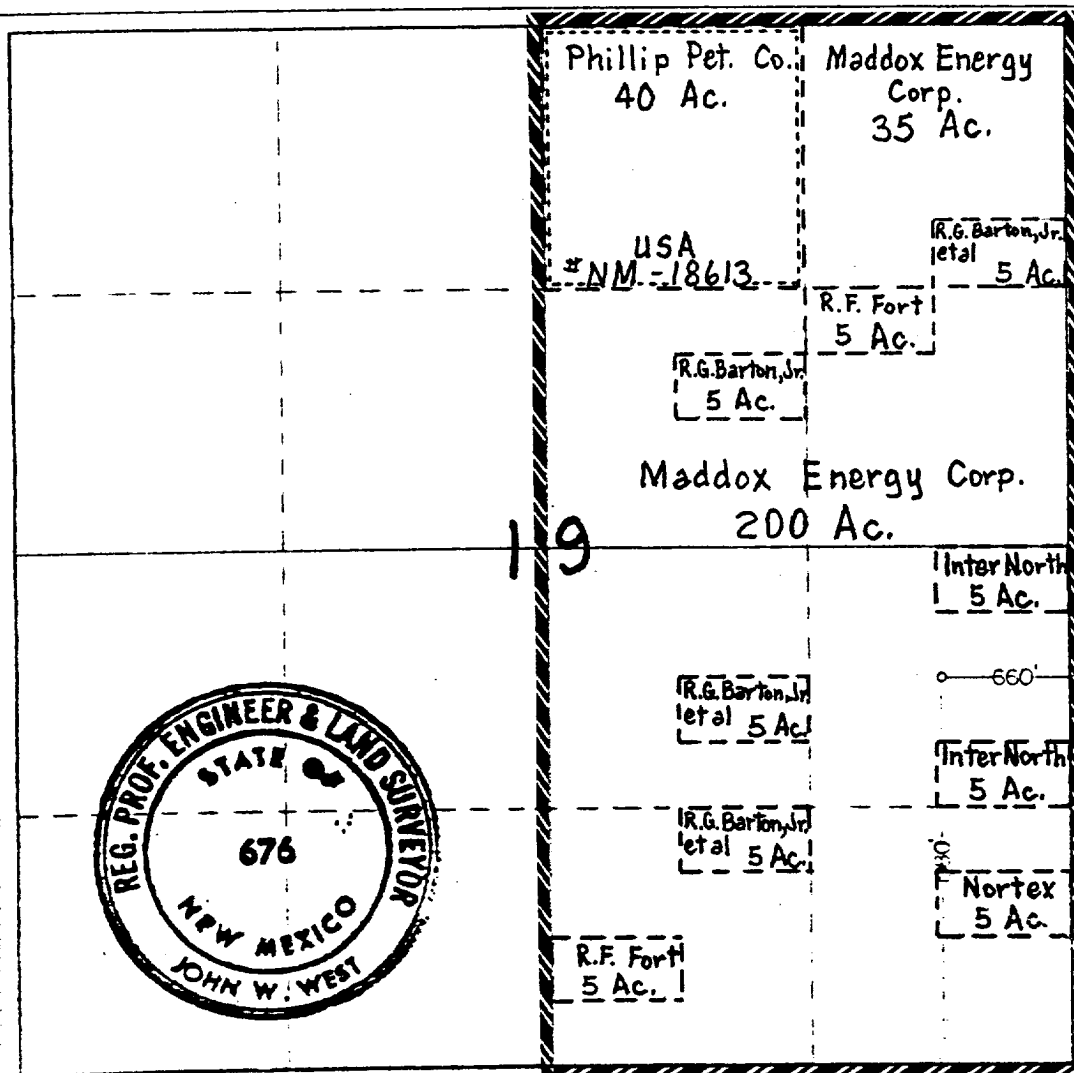 Phillip Pet. Co.
40 Ac.
USA
#NM-18613
Maddox Energy
Corp.
35 Ac.
R.G. Barton, Jr.
etal
5 Ac.
R.F. Fort
5 Ac.
R.G. Barton, Jr.
5 Ac.
Maddox Energy Corp.
200 Ac.
19
Inter North
5 Ac.
660'
R.G. Barton, Jr
etal 5 Ac.
Inter North
5 Ac.
R.G. Barton, Jr.
etal 5 Ac.
Nortex
5 Ac.
R.F. Fort
5 Ac.
REG. PROF. ENGINEER & LAND SURVEYOR
STATE OF
676
NEW MEXICO
JOHN W. WEST